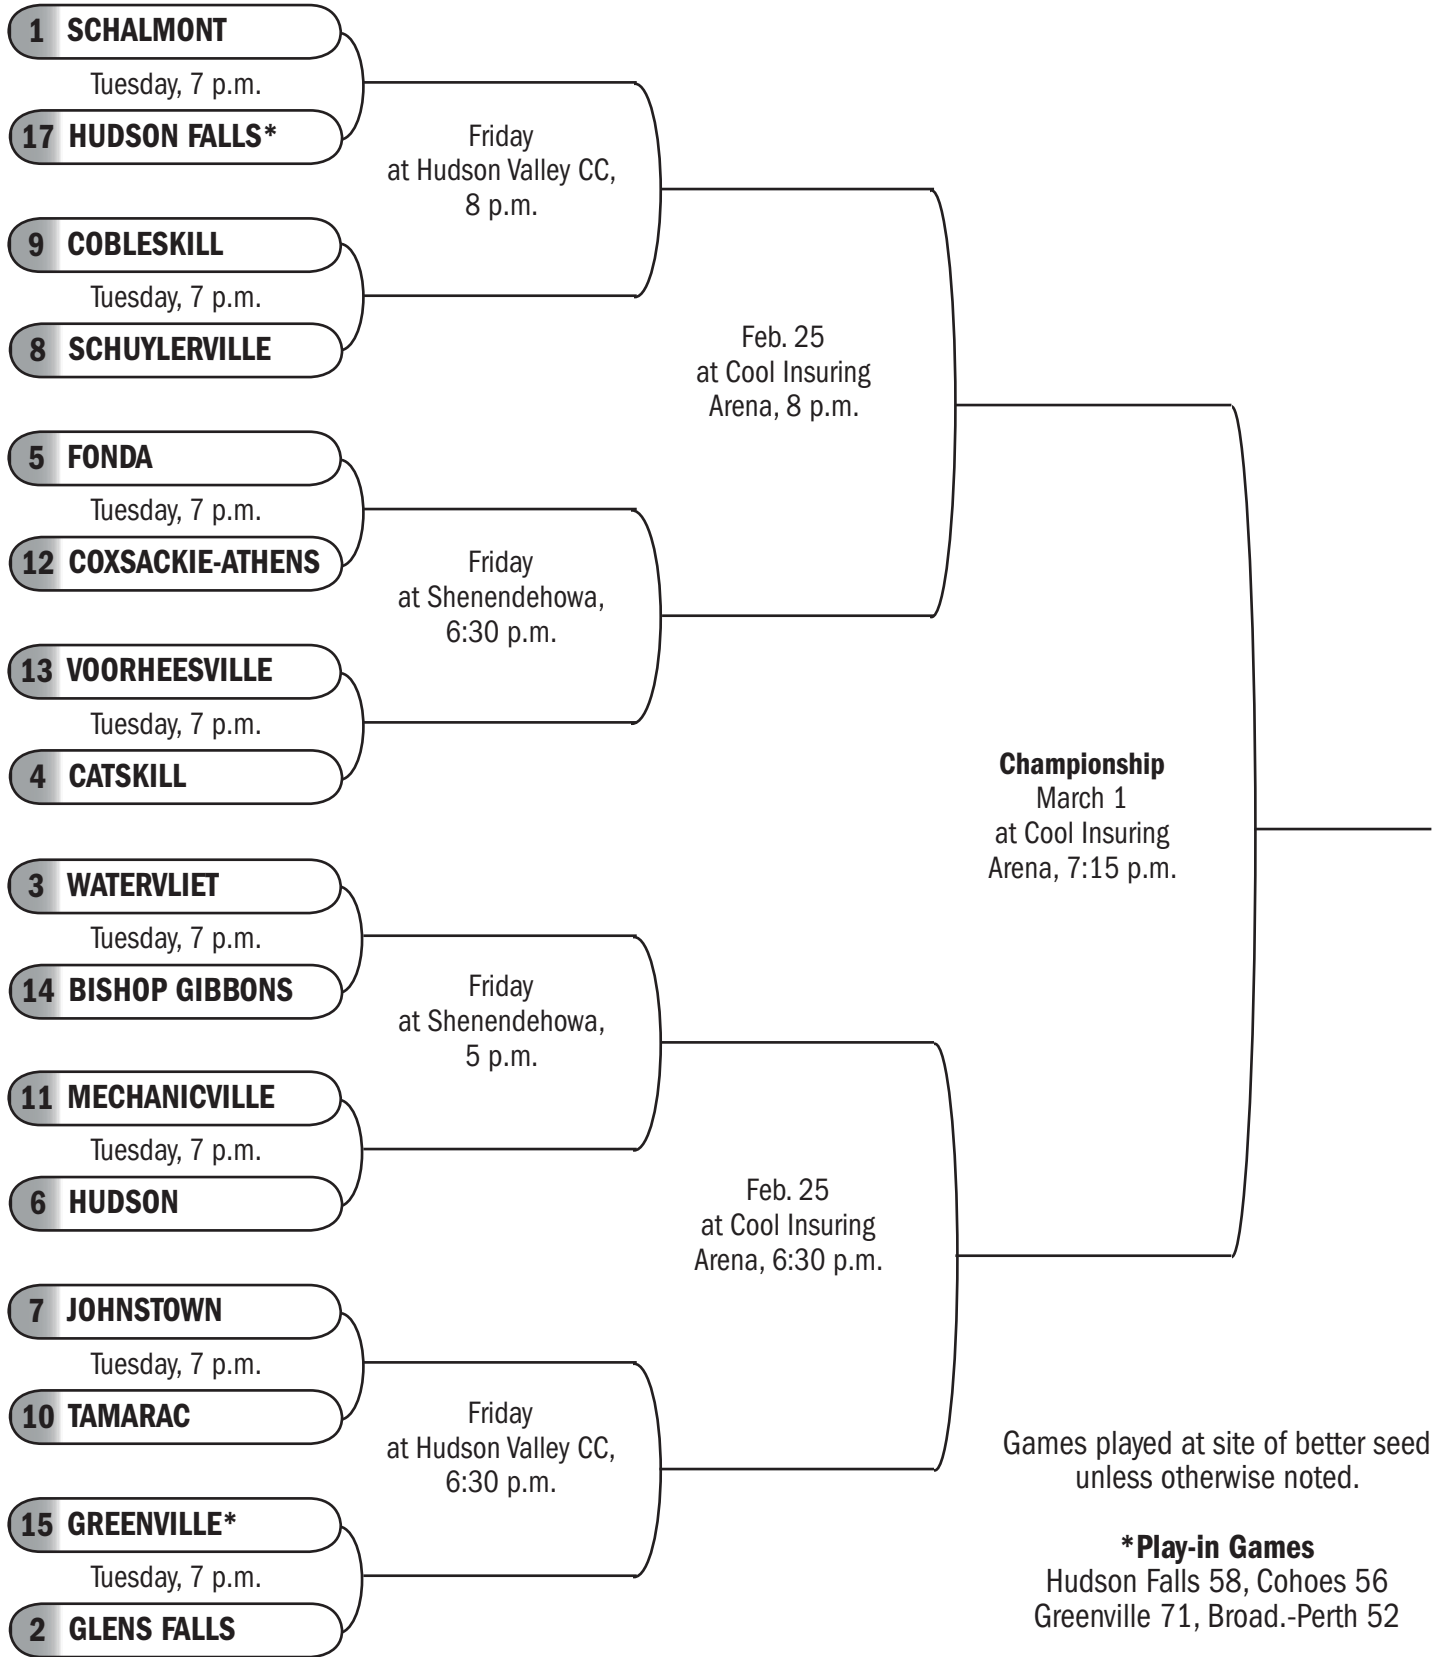 1 SCHALMONT
Tuesday, 7 p.m.
17 HUDSON FALLS*
9 COBLESKILL
Tuesday, 7 p.m.
8 SCHUYLERVILLE
5 FONDA
Tuesday, 7 p.m.
12 COXSACKIE-ATHENS
13 VOORHEESVILLE
Tuesday, 7 p.m.
4 CATSKILL
3 WATERVLIET
Tuesday, 7 p.m.
14 BISHOP GIBBONS
11 MECHANICVILLE
Tuesday, 7 p.m.
6 HUDSON
7 JOHNSTOWN
Tuesday, 7 p.m.
10 TAMARAC
15 GREENVILLE*
Tuesday, 7 p.m.
2 GLENS FALLS
Friday
at Hudson Valley CC,
8 p.m.
Friday
at Shenendehowa,
6:30 p.m.
Friday
at Shenendehowa,
5 p.m.
Friday
at Hudson Valley CC,
6:30 p.m.
Feb. 25
at Cool Insuring
Arena, 8 p.m.
Feb. 25
at Cool Insuring
Arena, 6:30 p.m.
Championship
March 1
at Cool Insuring
Arena, 7:15 p.m.
Games played at site of better seed
unless otherwise noted.
*Play-in Games
Hudson Falls 58, Cohoes 56
Greenville 71, Broad.-Perth 52